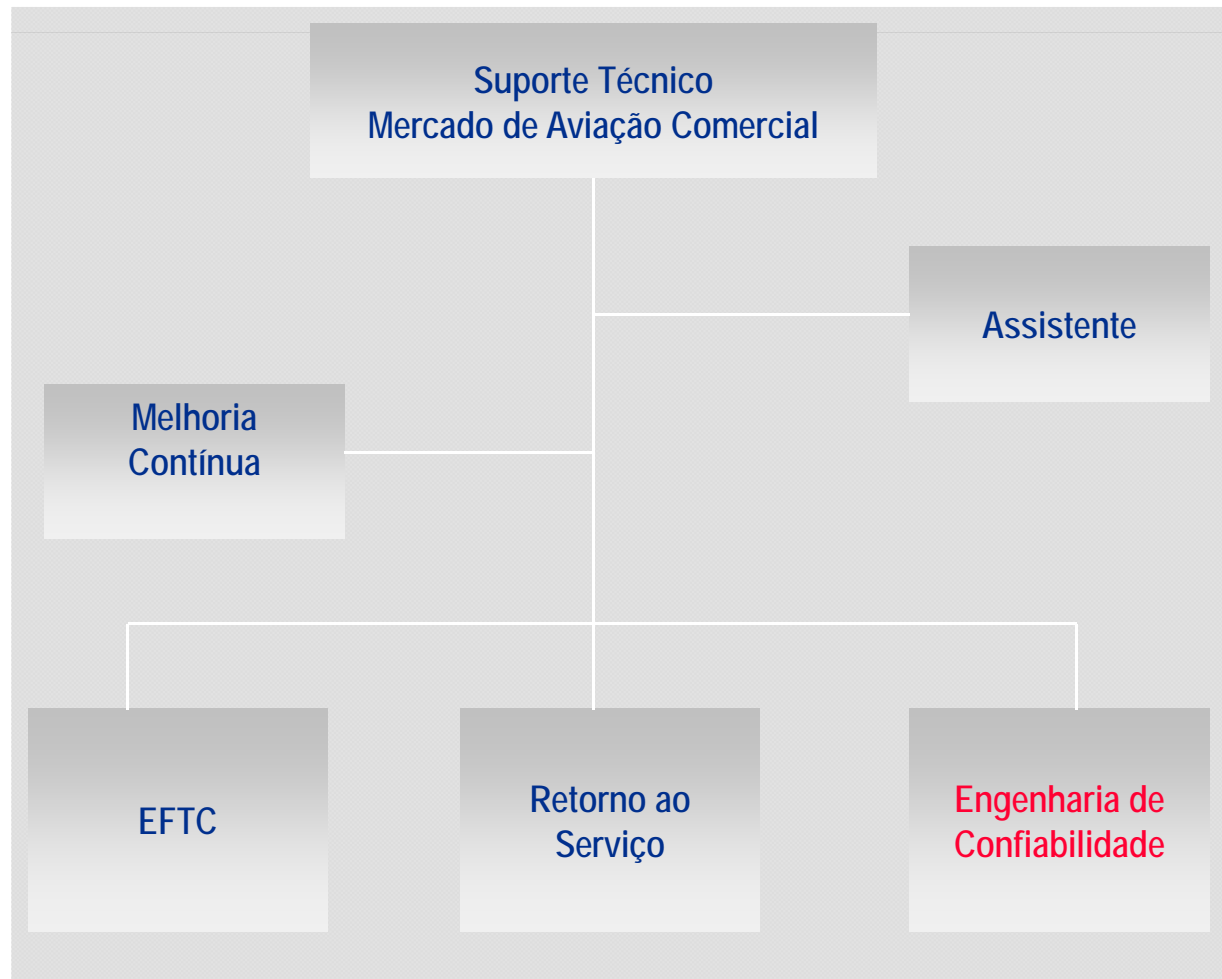 Suporte Técnico
Mercado de Aviação Comercial
Assistente
Melhoria
Contínua
EFTC
Retorno ao
Serviço
Engenharia de
Confiabilidade